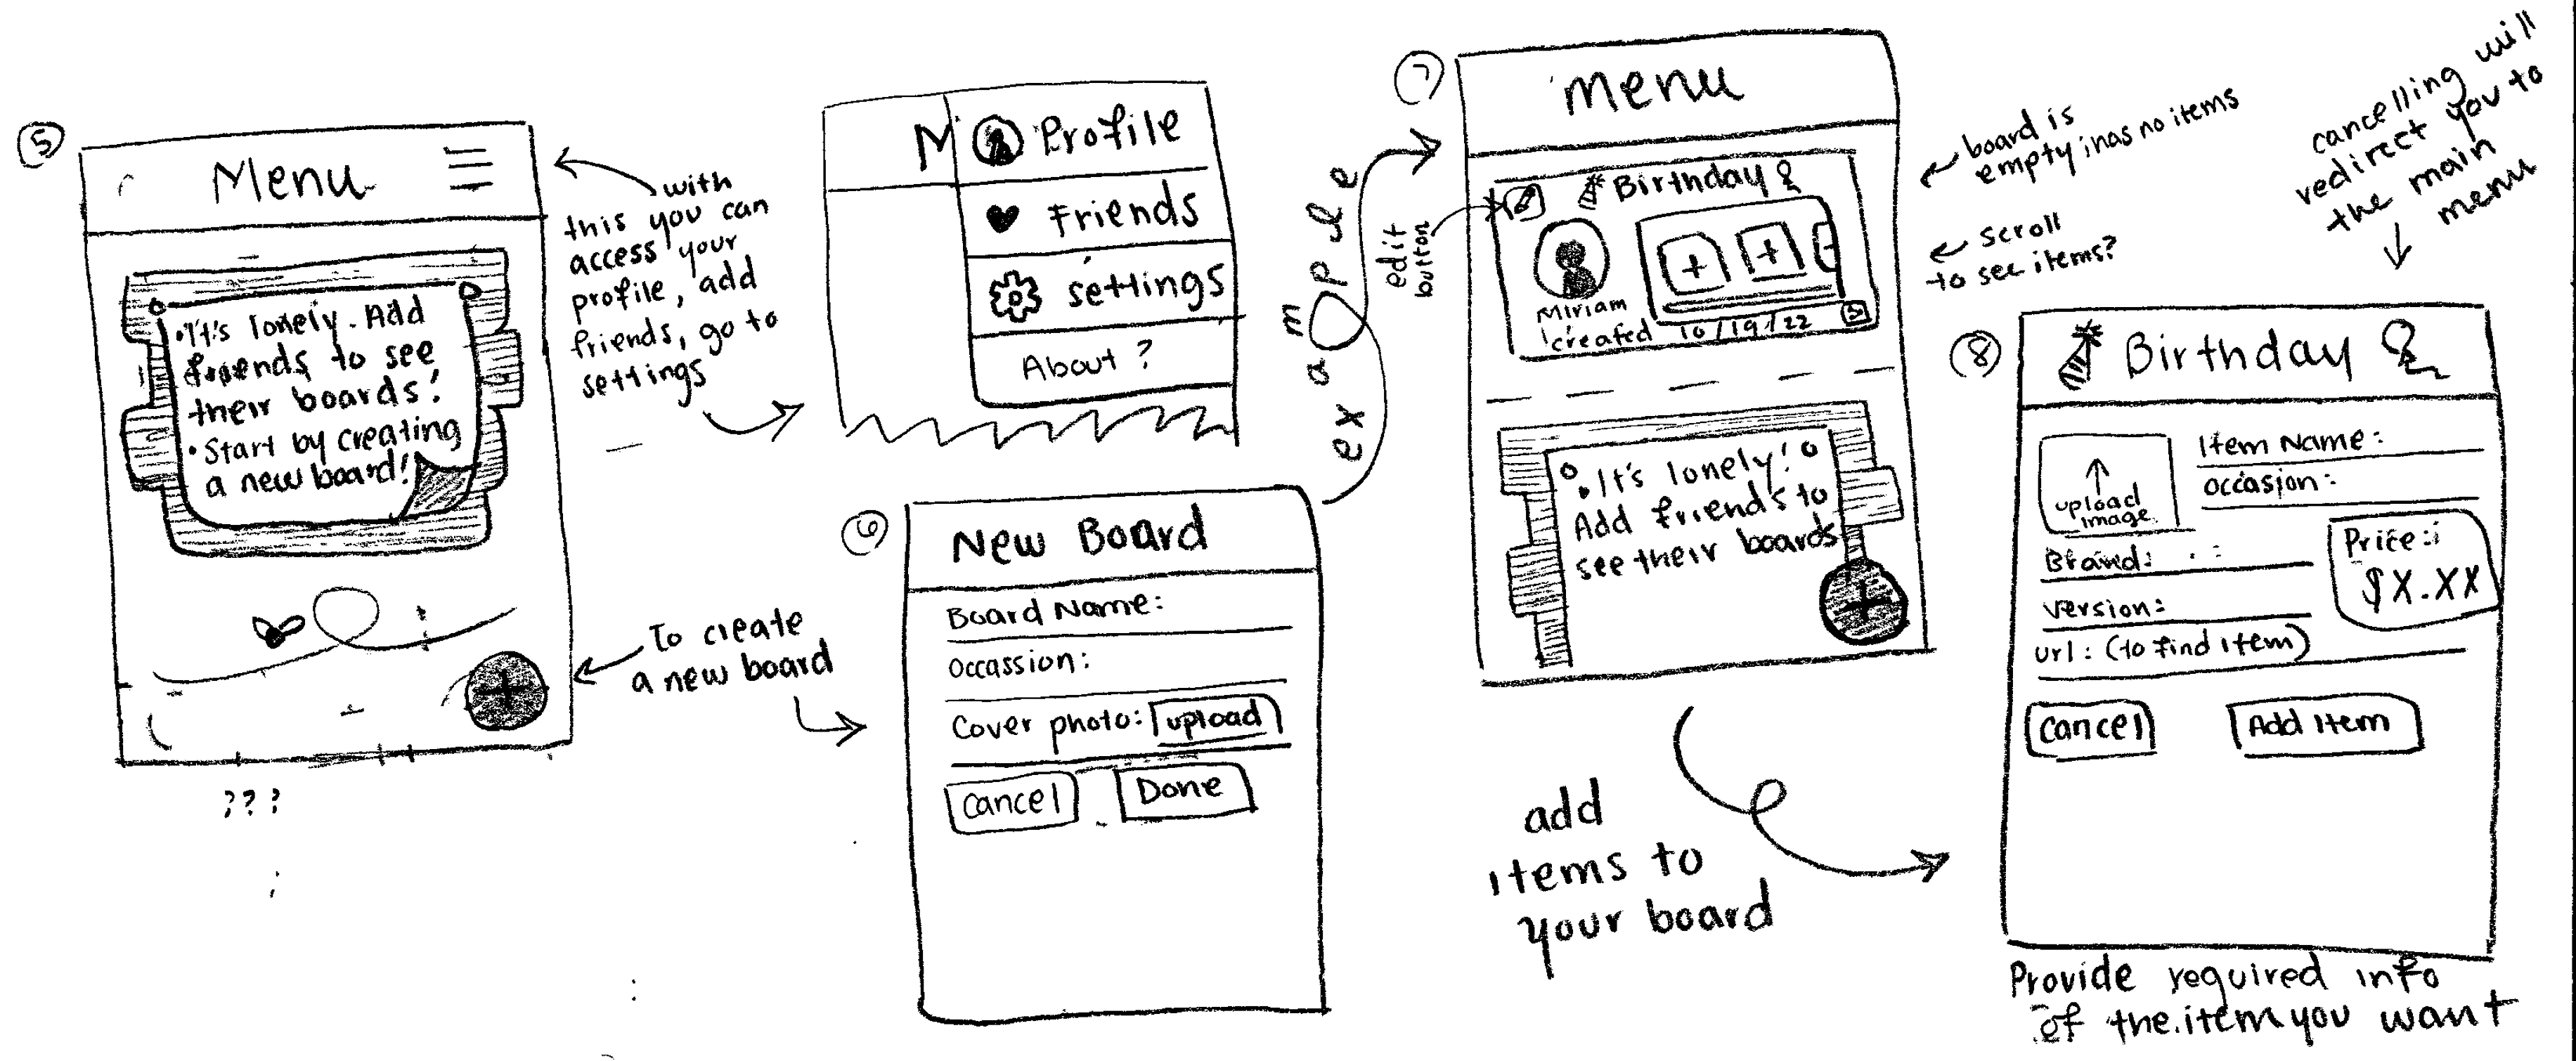 5
Menu
•It's lonely. Add
friends to see
their boards!
•Start by creating
a new board!
???
with
this you can
access your
profile, add
friends, go to
settings
M
Profile
Friends
settings
About?
To create
a new board
6
New Board
Board Name:
Occassion:
Cover photo: upload
Cancel
Done
example
7
menu
edit
button
Birthday
Miriam
created 10/19/22
•It's lonely!
Add friends to
see their boards
+
board is
empty; has no items
scroll
to see items?
add
items to
your board
cancelling will
redirect you to
the main
menu
8
Birthday
upload
image
Item Name:
Occasion:
Brand:
Version:
Price:
$X.XX
url: (to find item)
Cancel
Add Item
Provide required info
of the item you want